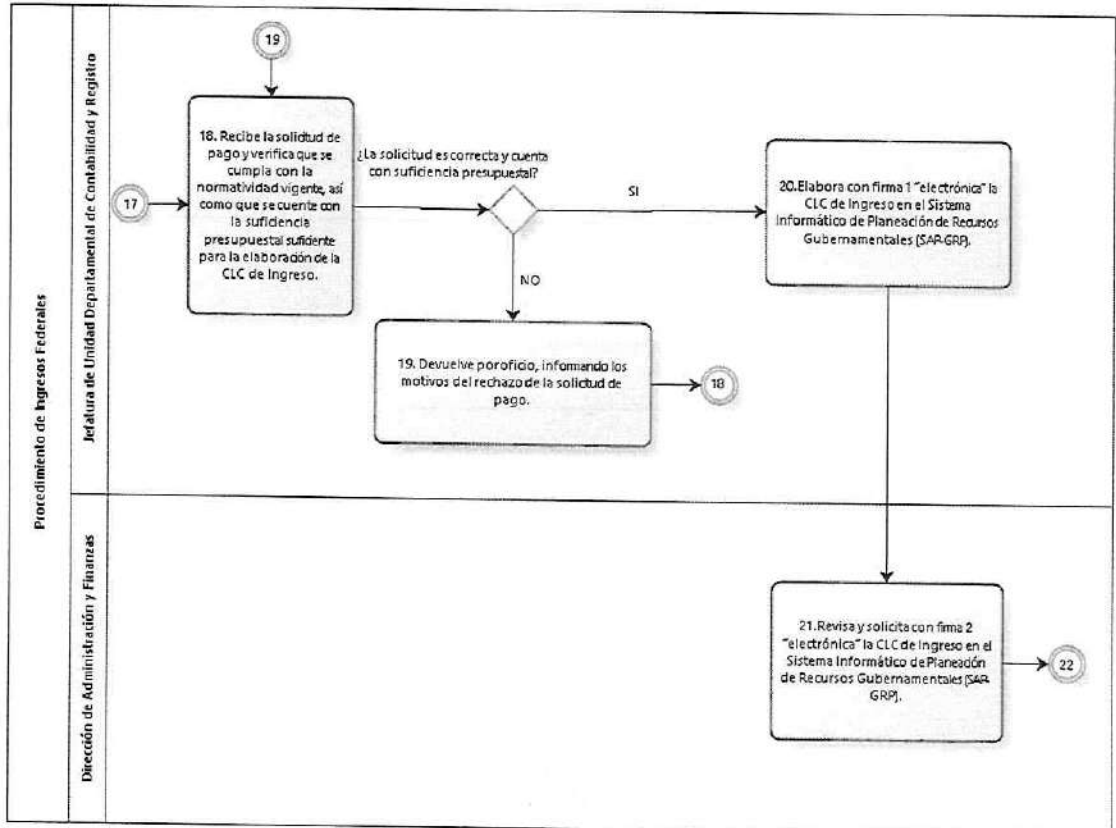 Procedimiento de Ingresos Federales
Jefatura de Unidad Departamental de Contabilidad y Registro
19
17
18. Recibe la solicitud de
pago y verifica que se
cumpla con la
normatividad vigente, así
como que se cuente con
la suficiencia
presupuestal suficiente
para la elaboración de la
CLC de Ingreso.
¿La solicitud es correcta y cuenta
con suficiencia presupuestal?
SI
NO
20.Elabora con firma 1 "electrónica" la
CLC de Ingreso en el Sistema
Informático de Planeación de Recursos
Gubernamentales (SAP-GRP).
19. Devuelve por oficio, informando los
motivos del rechazo de la solicitud de
pago.
18
Dirección de Administración y Finanzas
21.Revisa y solicita con firma 2
"electrónica" la CLC de Ingreso en el
Sistema Informático de Planeación
de Recursos Gubernamentales (SAP-
GRP).
22